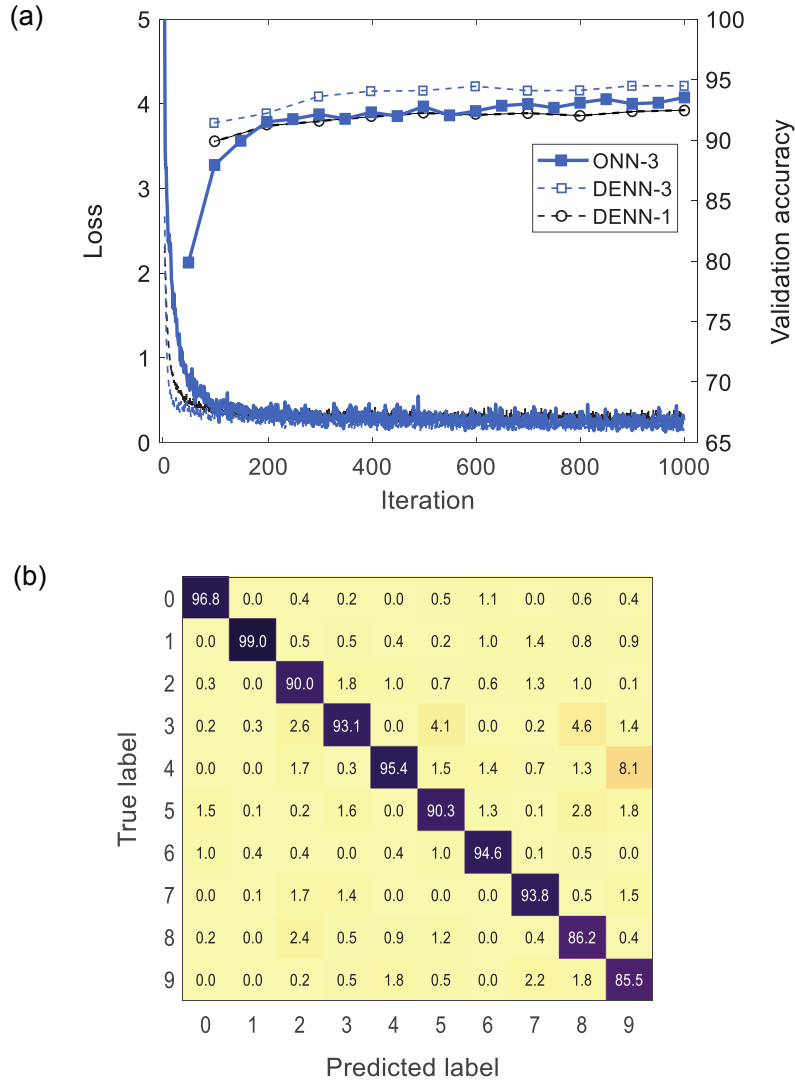 (a)
5
4
3
2
1
0
Loss
100
95
90
85
80
75
70
65
Validation accuracy
ONN-3
DENN-3
DENN-1
0 200 400 600 800 1000
Iteration
(b)
0 96.8 0.0 0.4 0.2 0.0 0.5 1.1 0.0 0.6 0.4
1 0.0 99.0 0.5 0.5 0.4 0.2 1.0 1.4 0.8 0.9
2 0.3 0.0 90.0 1.8 1.0 0.7 0.6 1.3 1.0 0.1
3 0.2 0.3 2.6 93.1 0.0 4.1 0.0 0.2 4.6 1.4
4 0.0 0.0 1.7 0.3 95.4 1.5 1.4 0.7 1.3 8.1
5 1.5 0.1 0.2 1.6 0.0 90.3 1.3 0.1 2.8 1.8
6 1.0 0.4 0.4 0.0 0.4 1.0 94.6 0.1 0.5 0.0
7 0.0 0.1 1.7 1.4 0.0 0.0 0.0 93.8 0.5 1.5
8 0.2 0.0 2.4 0.5 0.9 1.2 0.0 0.4 86.2 0.4
9 0.0 0.0 0.2 0.5 1.8 0.5 0.0 2.2 1.8 85.5
True label
0 1 2 3 4 5 6 7 8 9
Predicted label